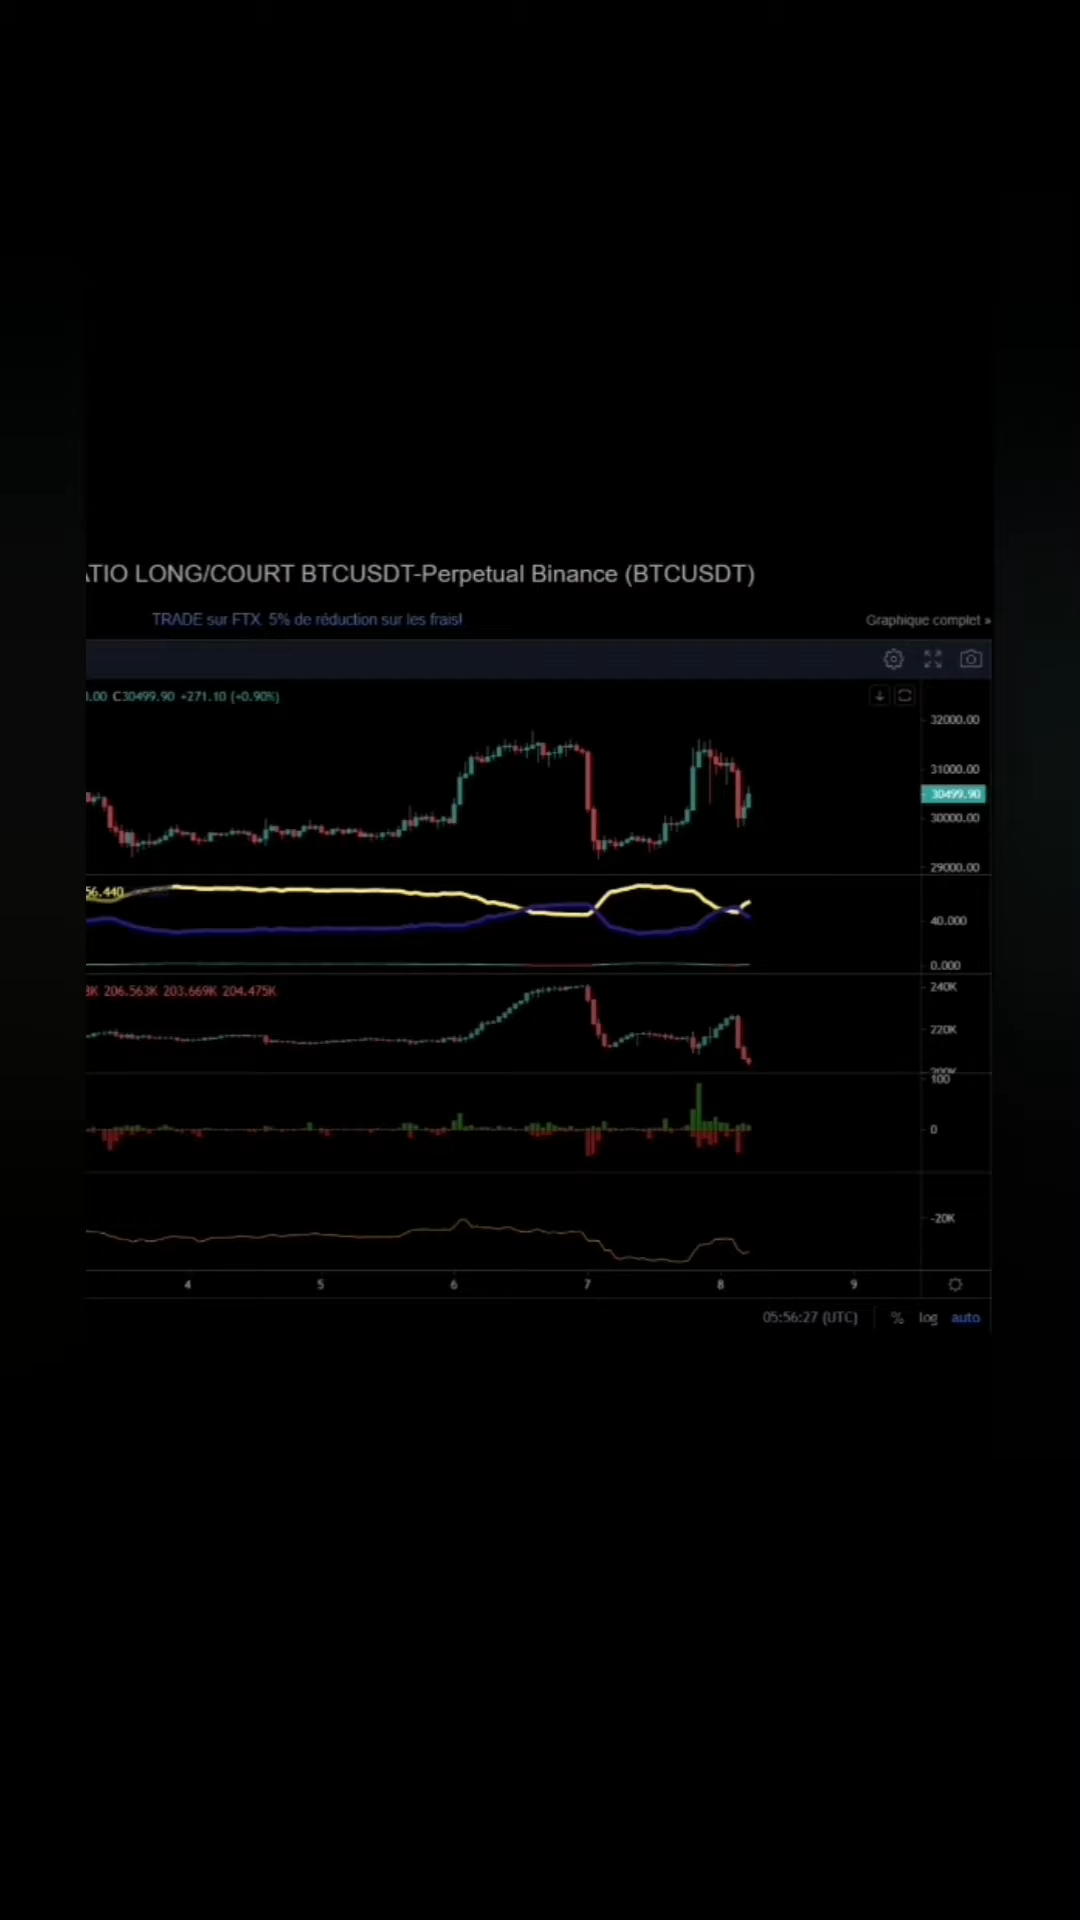 ATIO LONG/COURT BTCUSDT-Perpetual Binance (BTCUSDT)
TRADE sur FTX 5% de réduction sur les frais!
Graphique complet »
.00 C30499.90 +271.10 (+0.90%)
32000.00
31000.00
30499.90
30000.00
29000.00
56.440
40.000
0.000
K 206.563K 203.669K 204.475K
240K
220K
200K
100
0
-20K
4 5 6 7 8 9
05:56:27 (UTC) % log auto